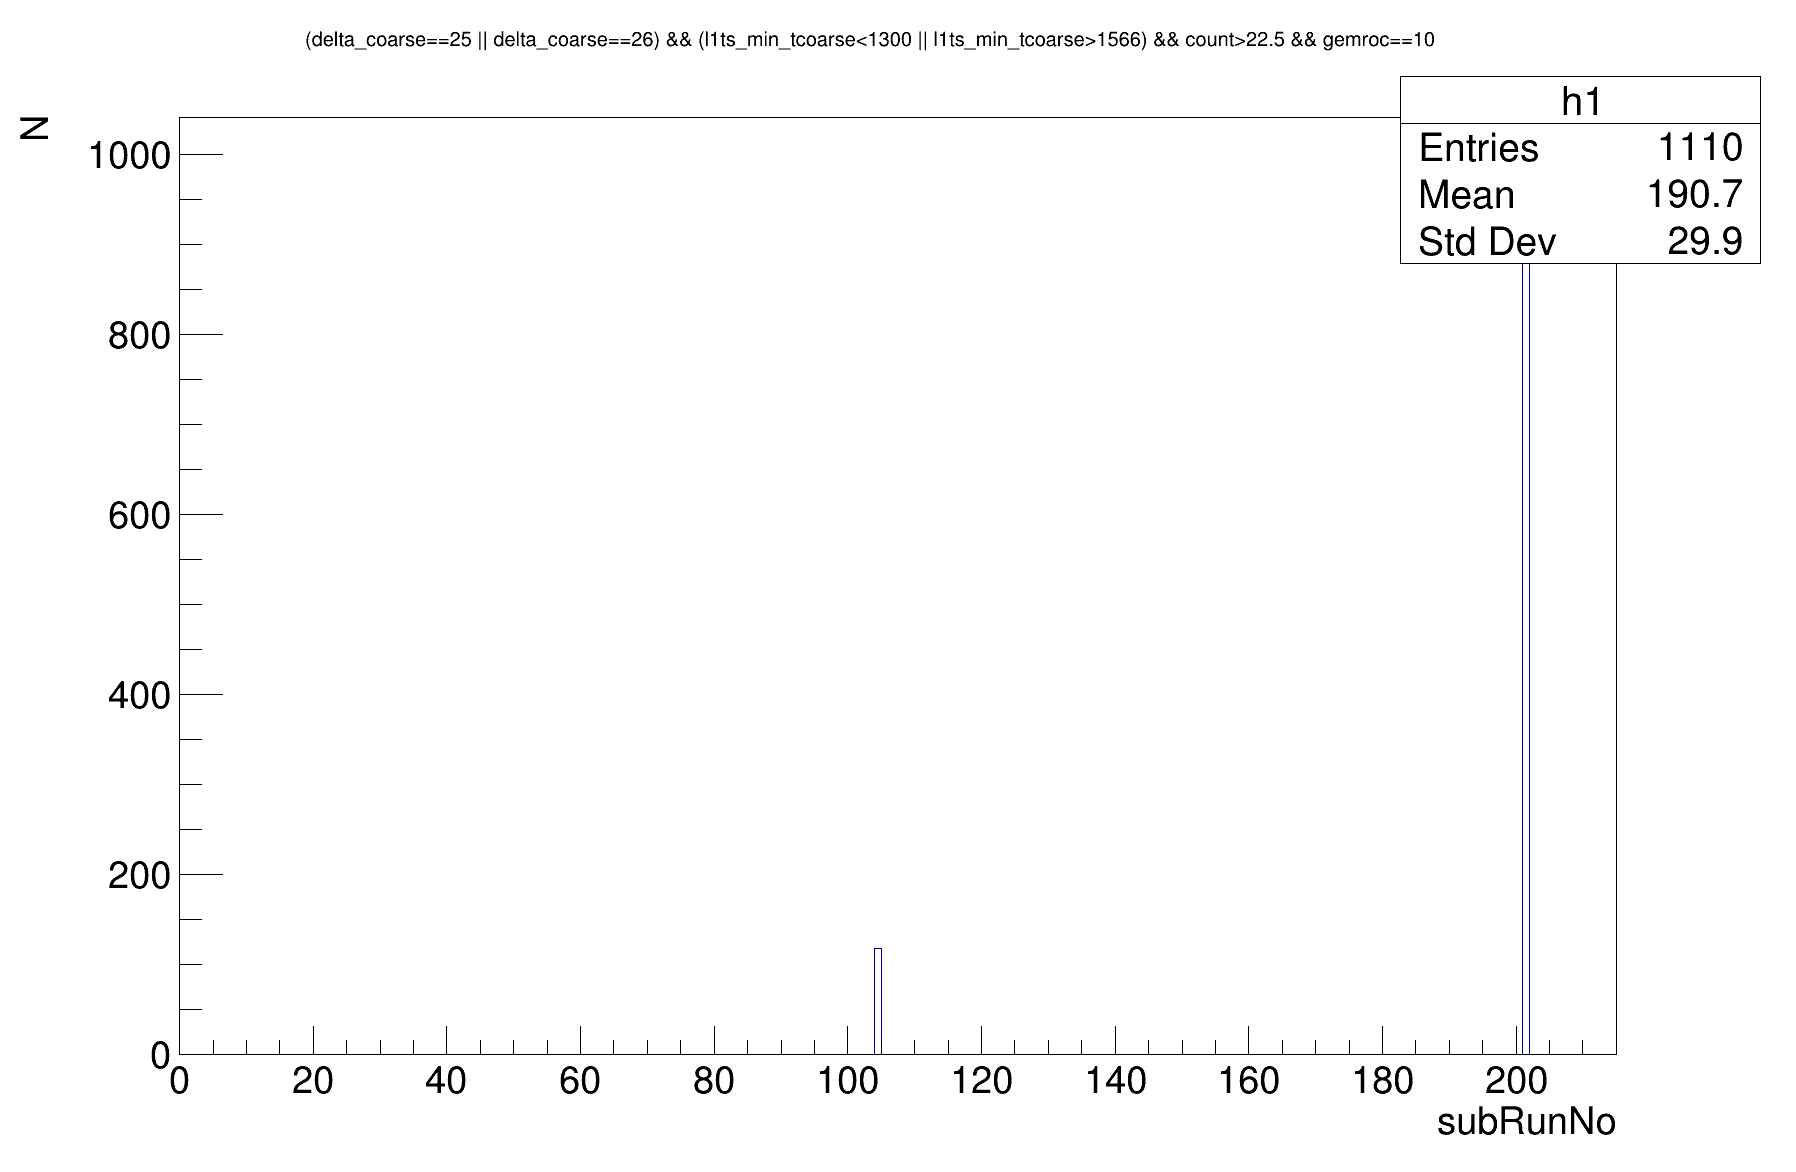 (delta_coarse==25 || delta_coarse==26) && (l1ts_min_tcoarse<1300 || l1ts_min_tcoarse>1566) && count>22.5 && gemroc==10
h1
Entries 1110
Mean 190.7
Std Dev 29.9
N
1000
800
600
400
200
0
0 20 40 60 80 100 120 140 160 180 200
subRunNo